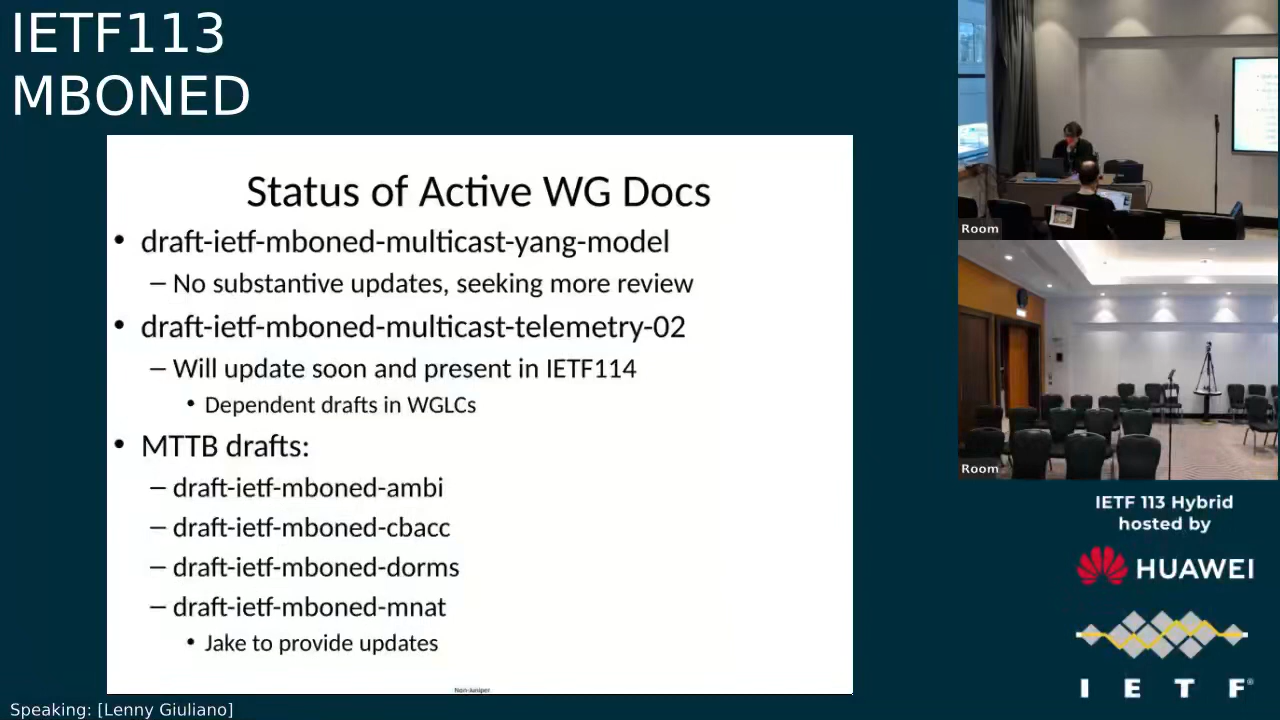 IETF113
MBONED
Status of Active WG Docs
• draft-ietf-mboned-multicast-yang-model
– No substantive updates, seeking more review
• draft-ietf-mboned-multicast-telemetry-02
– Will update soon and present in IETF114
• Dependent drafts in WGLCs
• MTTB drafts:
– draft-ietf-mboned-ambi
– draft-ietf-mboned-cbacc
– draft-ietf-mboned-dorms
– draft-ietf-mboned-mnat
• Jake to provide updates
Non-Juniper
Speaking: [Lenny Giuliano]
Room
Room
IETF 113 Hybrid
hosted by
HUAWEI
I E T F®